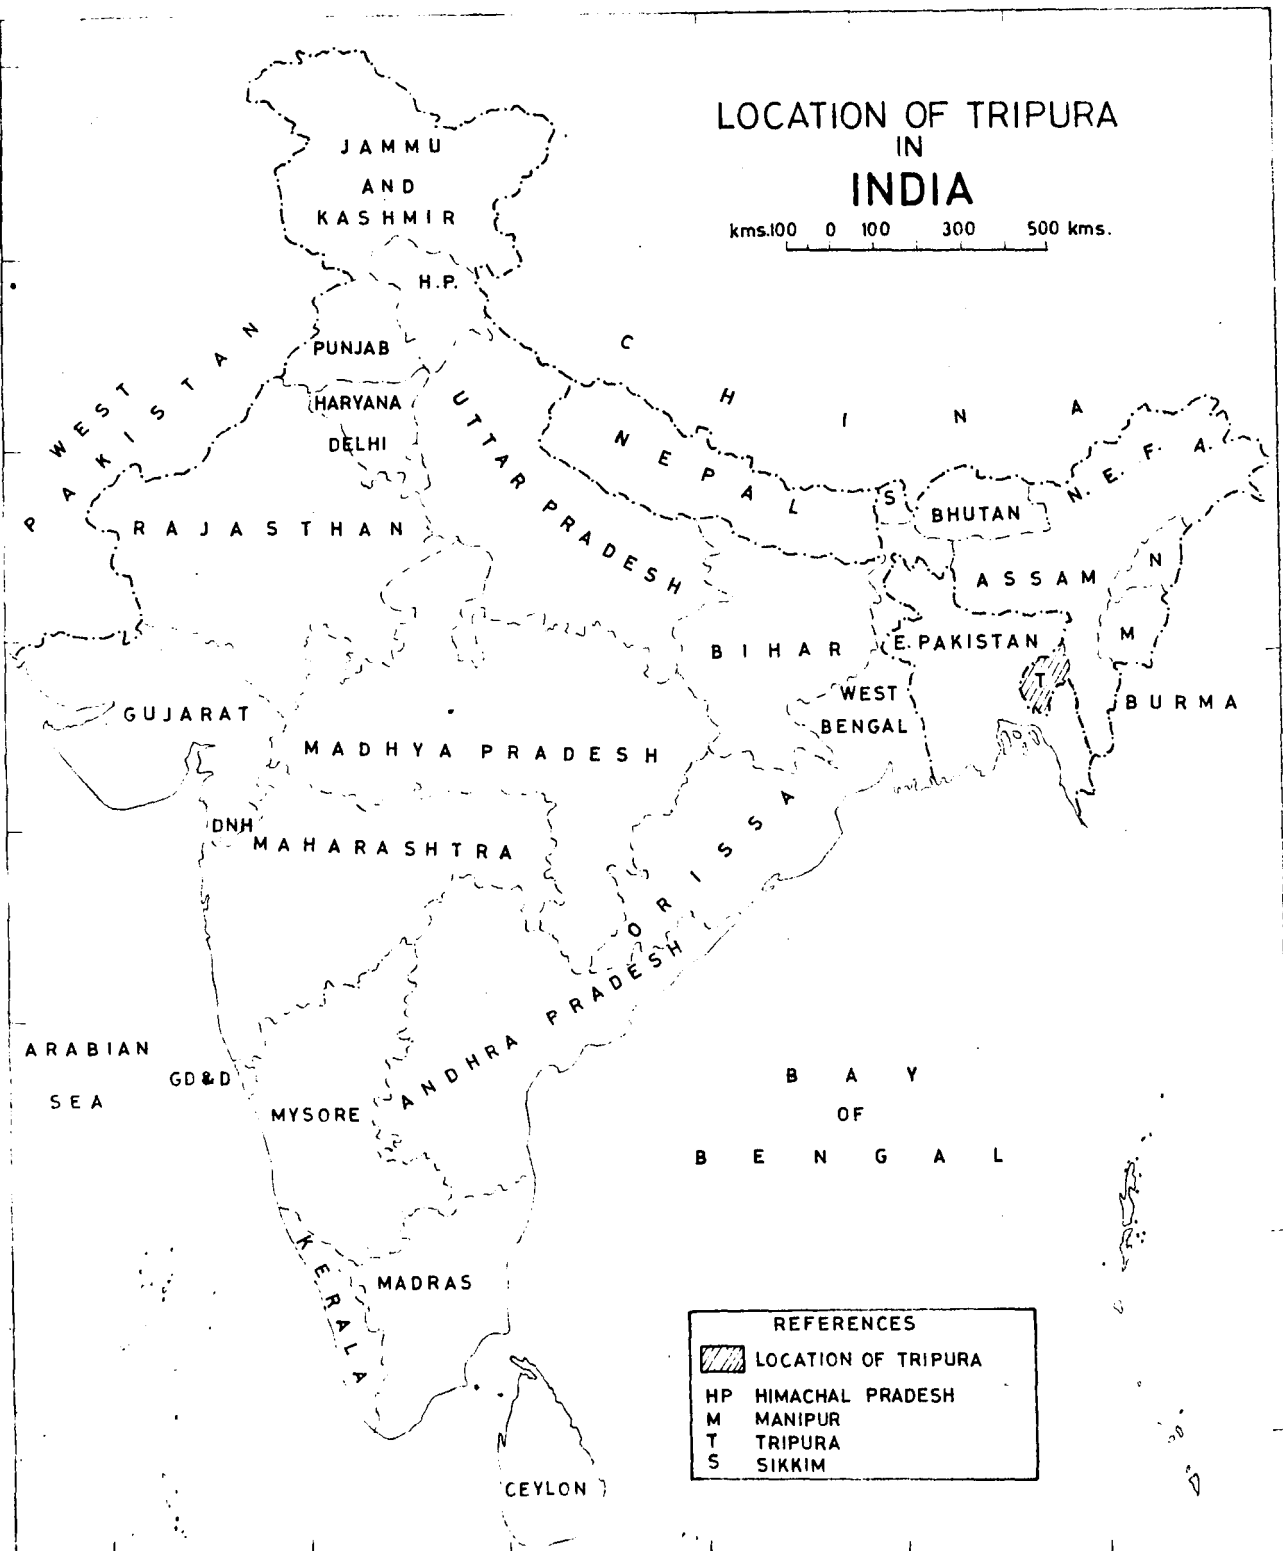 LOCATION OF TRIPURA
IN
INDIA
kms.100 0 100 300 500 kms.
JAMMU
AND
KASHMIR
H.P.
PUNJAB
WEST
PAKISTAN
HARYANA
DELHI
UTTAR PRADESH
CHINA
NEPAL
S
BHUTAN
N.E.F.A.
RAJASTHAN
ASSAM
N
BIHAR
E. PAKISTAN
M
T
WEST
BENGAL
BURMA
GUJARAT
MADHYA PRADESH
DNH
MAHARASHTRA
ORISSA
ANDHRA PRADESH
ARABIAN
SEA
GD&D
MYSORE
BAY
OF
BENGAL
KERALA
MADRAS
CEYLON
REFERENCES
LOCATION OF TRIPURA
HP HIMACHAL PRADESH
M MANIPUR
T TRIPURA
S SIKKIM